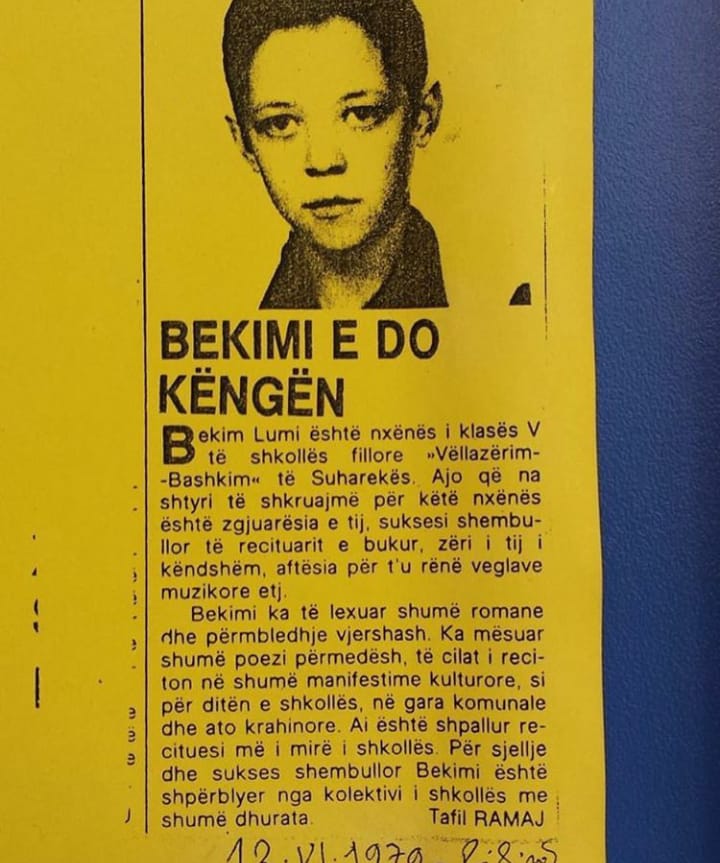 BEKIMI E DO
KËNGËN
Bekim Lumi është nxënës i klasës V
të shkollës fillore »Vëllazërim-
-Bashkim« të Suharekës. Ajo që na
shtyri të shkruajmë për këtë nxënës
është zgjuarësia e tij, suksesi shembu-
llor të recituarit e bukur, zëri i tij i
këndshëm, aftësia për t'u rënë veglave
muzikore etj.
Bekimi ka të lexuar shumë romane
dhe përmbledhje vjershash. Ka mësuar
shumë poezi përmedësh, të cilat i reci-
ton në shumë manifestime kulturore, si
për ditën e shkollës, në gara komunale
dhe ato krahinore. Ai është shpallur re-
cituesi më i mirë i shkollës. Për sjellje
dhe sukses shembullor Bekimi është
shpërblyer nga kolektivi i shkollës me
shumë dhurata. Tafil RAMAJ
12.VI.1979